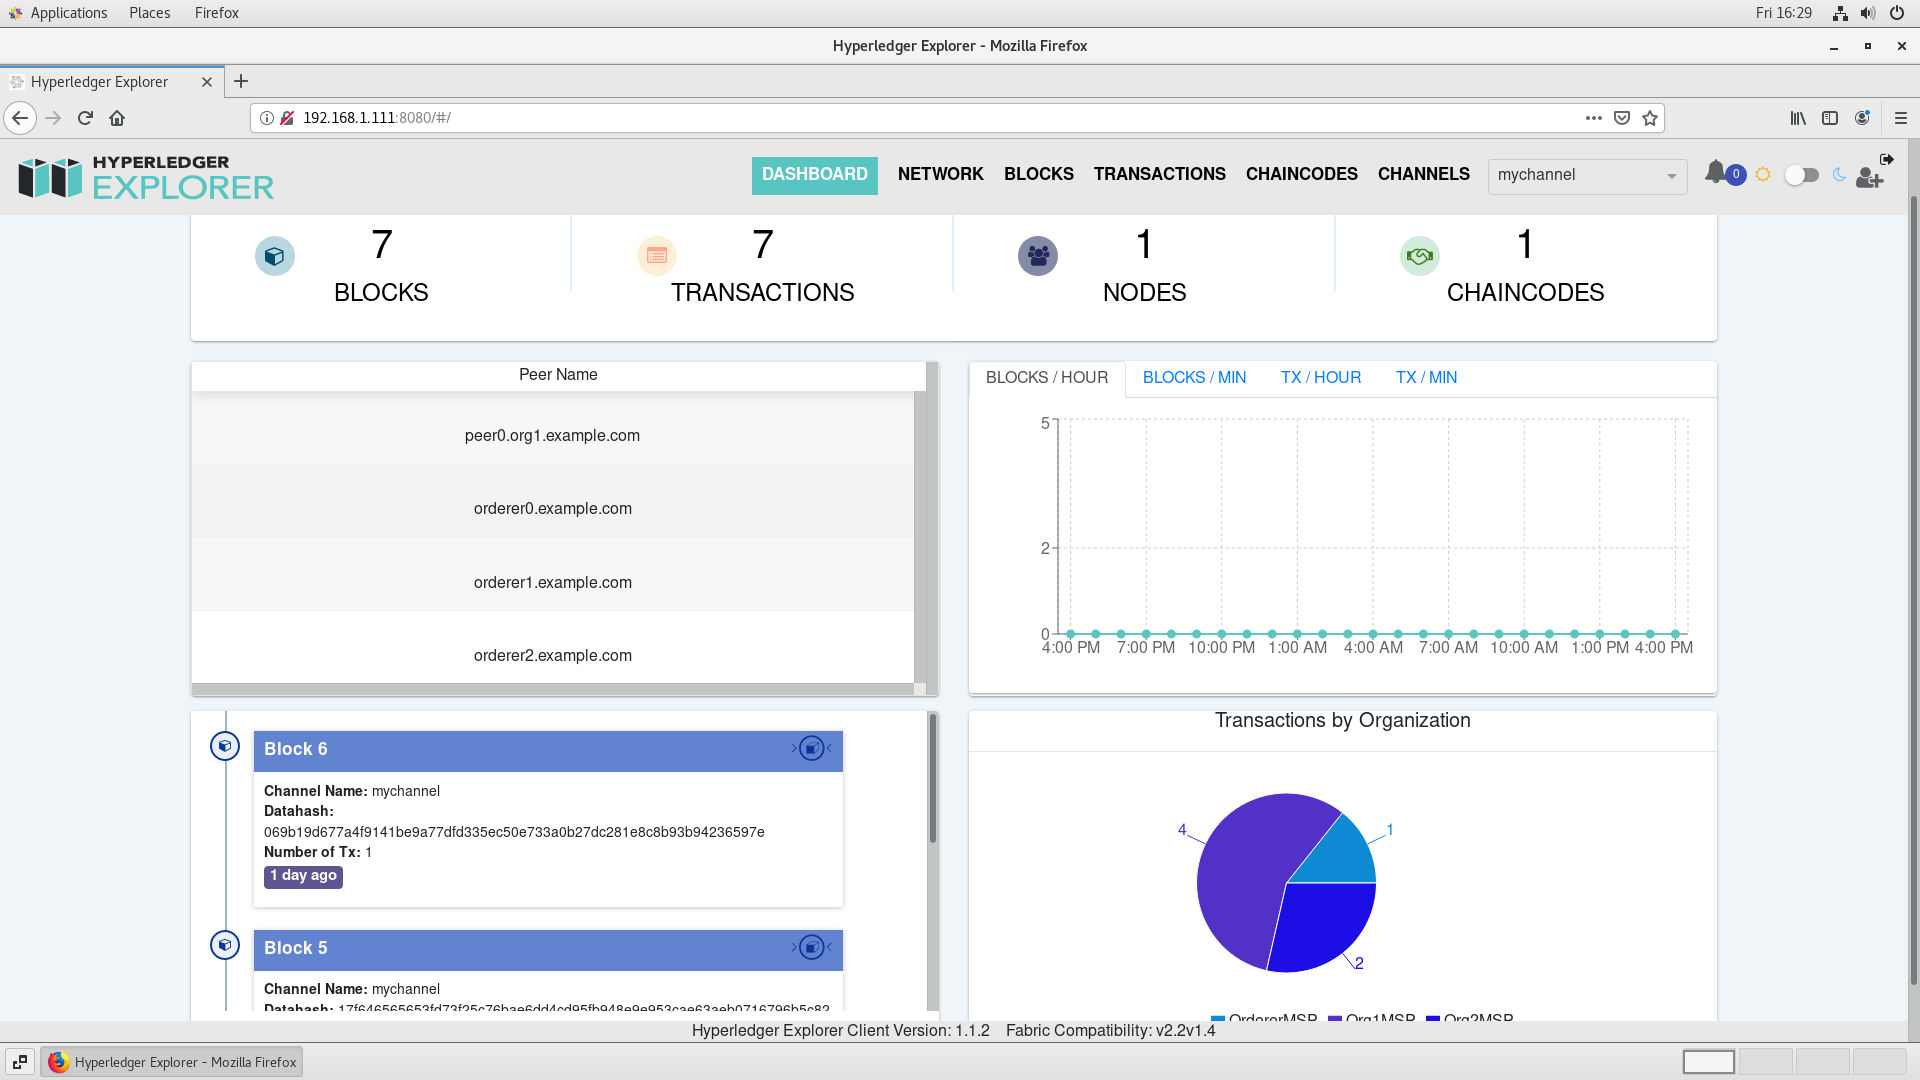 Applications Places Firefox Fri 16:29
Hyperledger Explorer - Mozilla Firefox
Hyperledger Explorer
192.168.1.111:8080/#/
HYPERLEDGER
EXPLORER
DASHBOARD NETWORK BLOCKS TRANSACTIONS CHAINCODES CHANNELS mychannel 0
7 7 1 1
BLOCKS TRANSACTIONS NODES CHAINCODES
Peer Name
peer0.org1.example.com
orderer0.example.com
orderer1.example.com
orderer2.example.com
BLOCKS / HOUR BLOCKS / MIN TX / HOUR TX / MIN
5
2
0
4:00 PM 7:00 PM 10:00 PM 1:00 AM 4:00 AM 7:00 AM 10:00 AM 1:00 PM 4:00 PM
Block 6
Channel Name: mychannel
Datahash:
069b19d677a4f9141be9a77dfd335ec50e733a0b27dc281e8c8b93b94236597e
Number of Tx: 1
1 day ago
Block 5
Channel Name: mychannel
Datahash:
Transactions by Organization
4 1
2
OrdererMSP Org1MSP Org2MSP
Hyperledger Explorer Client Version: 1.1.2 Fabric Compatibility: v2.2v1.4
Hyperledger Explorer - Mozilla Firefox